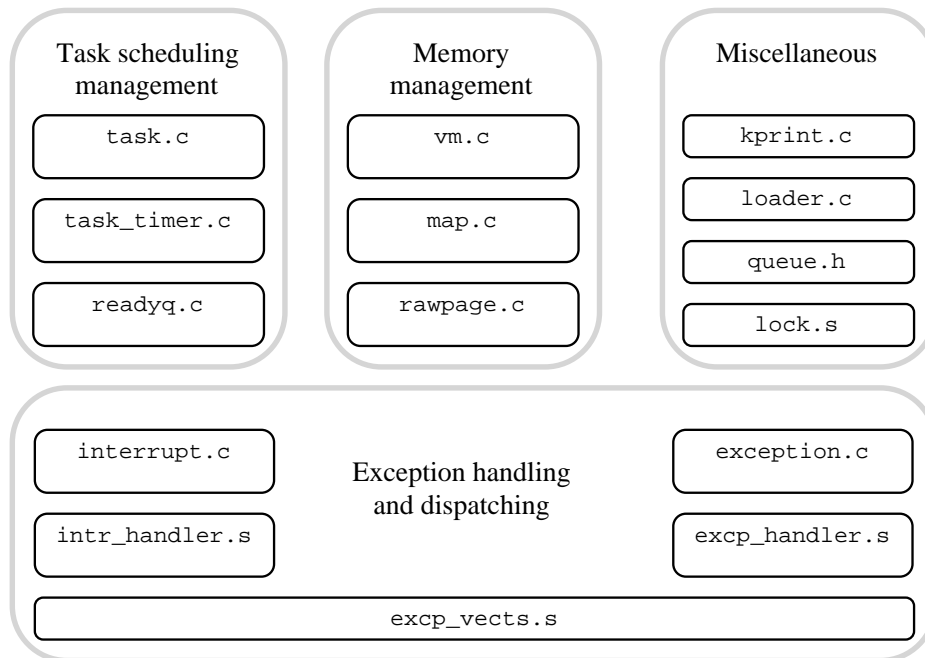 Task scheduling
management
task.c
task_timer.c
readyq.c
Memory
management
vm.c
map.c
rawpage.c
Miscellaneous
kprint.c
loader.c
queue.h
lock.s
interrupt.c
intr_handler.s
Exception handling
and dispatching
exception.c
excp_handler.s
excp_vects.s